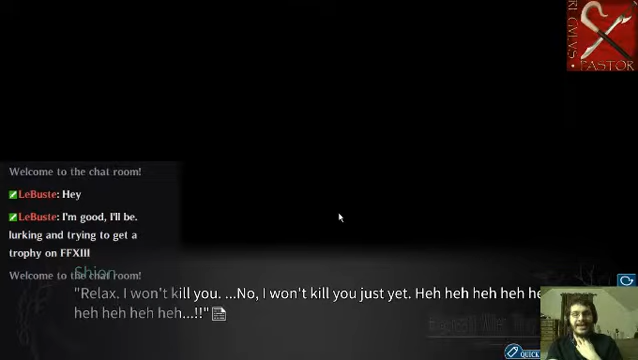 PASTOR
Welcome to the chat room!
LeBuste: Hey
LeBuste: I'm good, I'll be.
lurking and trying to get a
trophy on FFXIII
Welcome to the chat room!
Shion
"Relax, I won't kill you. ...No, I won't kill you just yet. Heh heh heh heh he
heh heh heh heh...!!"
QUICK